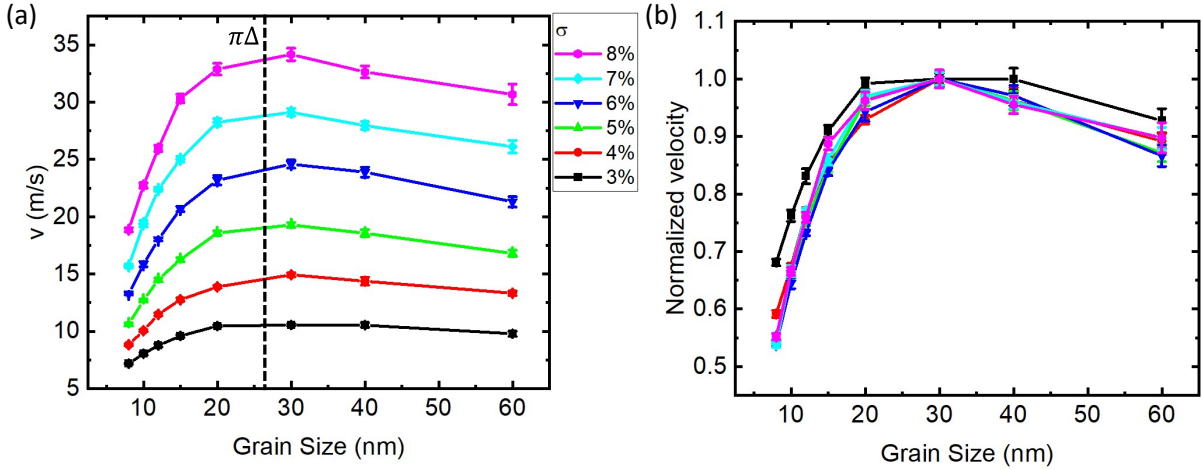 (a)
πΔ
35
30
25
20
15
10
5
v (m/s)
10 20 30 40 50 60
Grain Size (nm)
σ
8%
7%
6%
5%
4%
3%
(b)
1.1
1.0
0.9
0.8
0.7
0.6
0.5
Normalized velocity
10 20 30 40 50 60
Grain Size (nm)